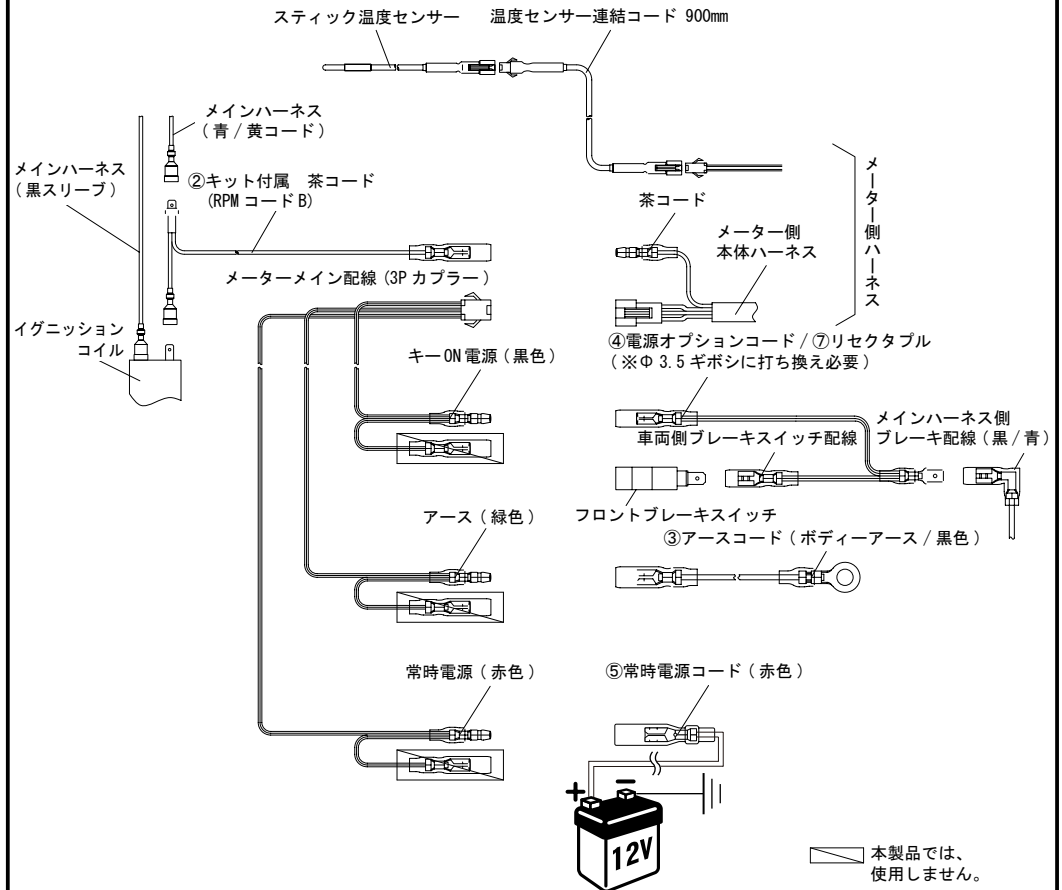 スティック温度センサー
温度センサー連結コード 900mm
メインハーネス
(青/黄コード)
メインハーネス
(黒スリーブ)
②キット付属　茶コード
(RPMコードB)
茶コード
メーター側
本体ハーネス
メーター側ハーネス
メーターメイン配線(3Pカプラー)
イグニッション
コイル
キーON電源(黒色)
④電源オプションコード/⑦リセクタブル
(※Φ3.5ギボシに打ち換え必要)
車両側ブレーキスイッチ配線
メインハーネス側
ブレーキ配線(黒/青)
フロントブレーキスイッチ
アース(緑色)
③アースコード(ボディーアース/黒色)
常時電源(赤色)
⑤常時電源コード(赤色)
+
−
12V
本製品では、
使用しません。